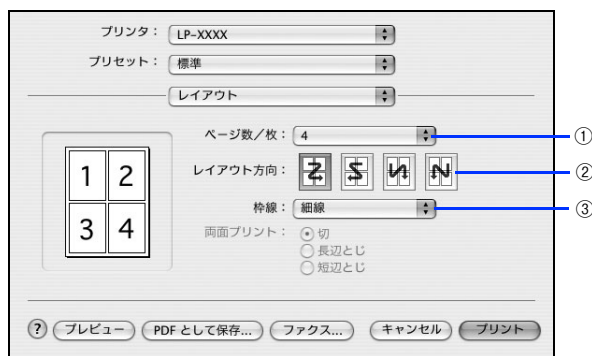 プリンタ： LP-XXXX
プリセット： 標準
レイアウト
ページ数／枚： 4 ①
レイアウト方向： ②
枠線： 細線 ③
両面プリント： 切
長辺とじ
短辺とじ
1 2
3 4
? プレビュー PDF として保存... ファクス... キャンセル プリント